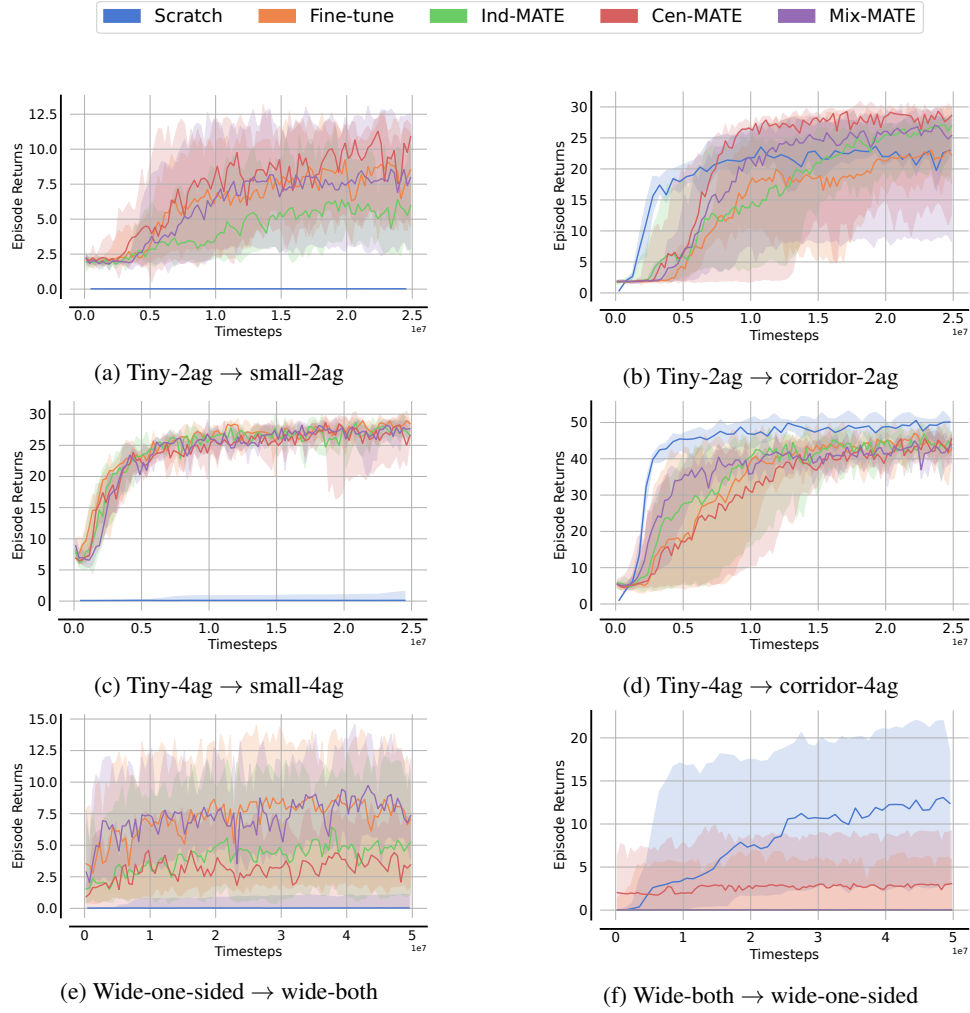 Scratch Fine-tune Ind-MATE Cen-MATE Mix-MATE
12.5
10.0
7.5
5.0
2.5
0.0
Episode Returns
0.0 0.5 1.0 1.5 2.0 2.5
Timesteps
1e7
(a) Tiny-2ag → small-2ag
30
25
20
15
10
5
0
Episode Returns
0.0 0.5 1.0 1.5 2.0 2.5
Timesteps
1e7
(b) Tiny-2ag → corridor-2ag
30
25
20
15
10
5
0
Episode Returns
0.0 0.5 1.0 1.5 2.0 2.5
Timesteps
1e7
(c) Tiny-4ag → small-4ag
50
40
30
20
10
0
Episode Returns
0.0 0.5 1.0 1.5 2.0 2.5
Timesteps
1e7
(d) Tiny-4ag → corridor-4ag
15.0
12.5
10.0
7.5
5.0
2.5
0.0
Episode Returns
0 1 2 3 4 5
Timesteps
1e7
(e) Wide-one-sided → wide-both
20
15
10
5
0
Episode Returns
0 1 2 3 4 5
Timesteps
1e7
(f) Wide-both → wide-one-sided